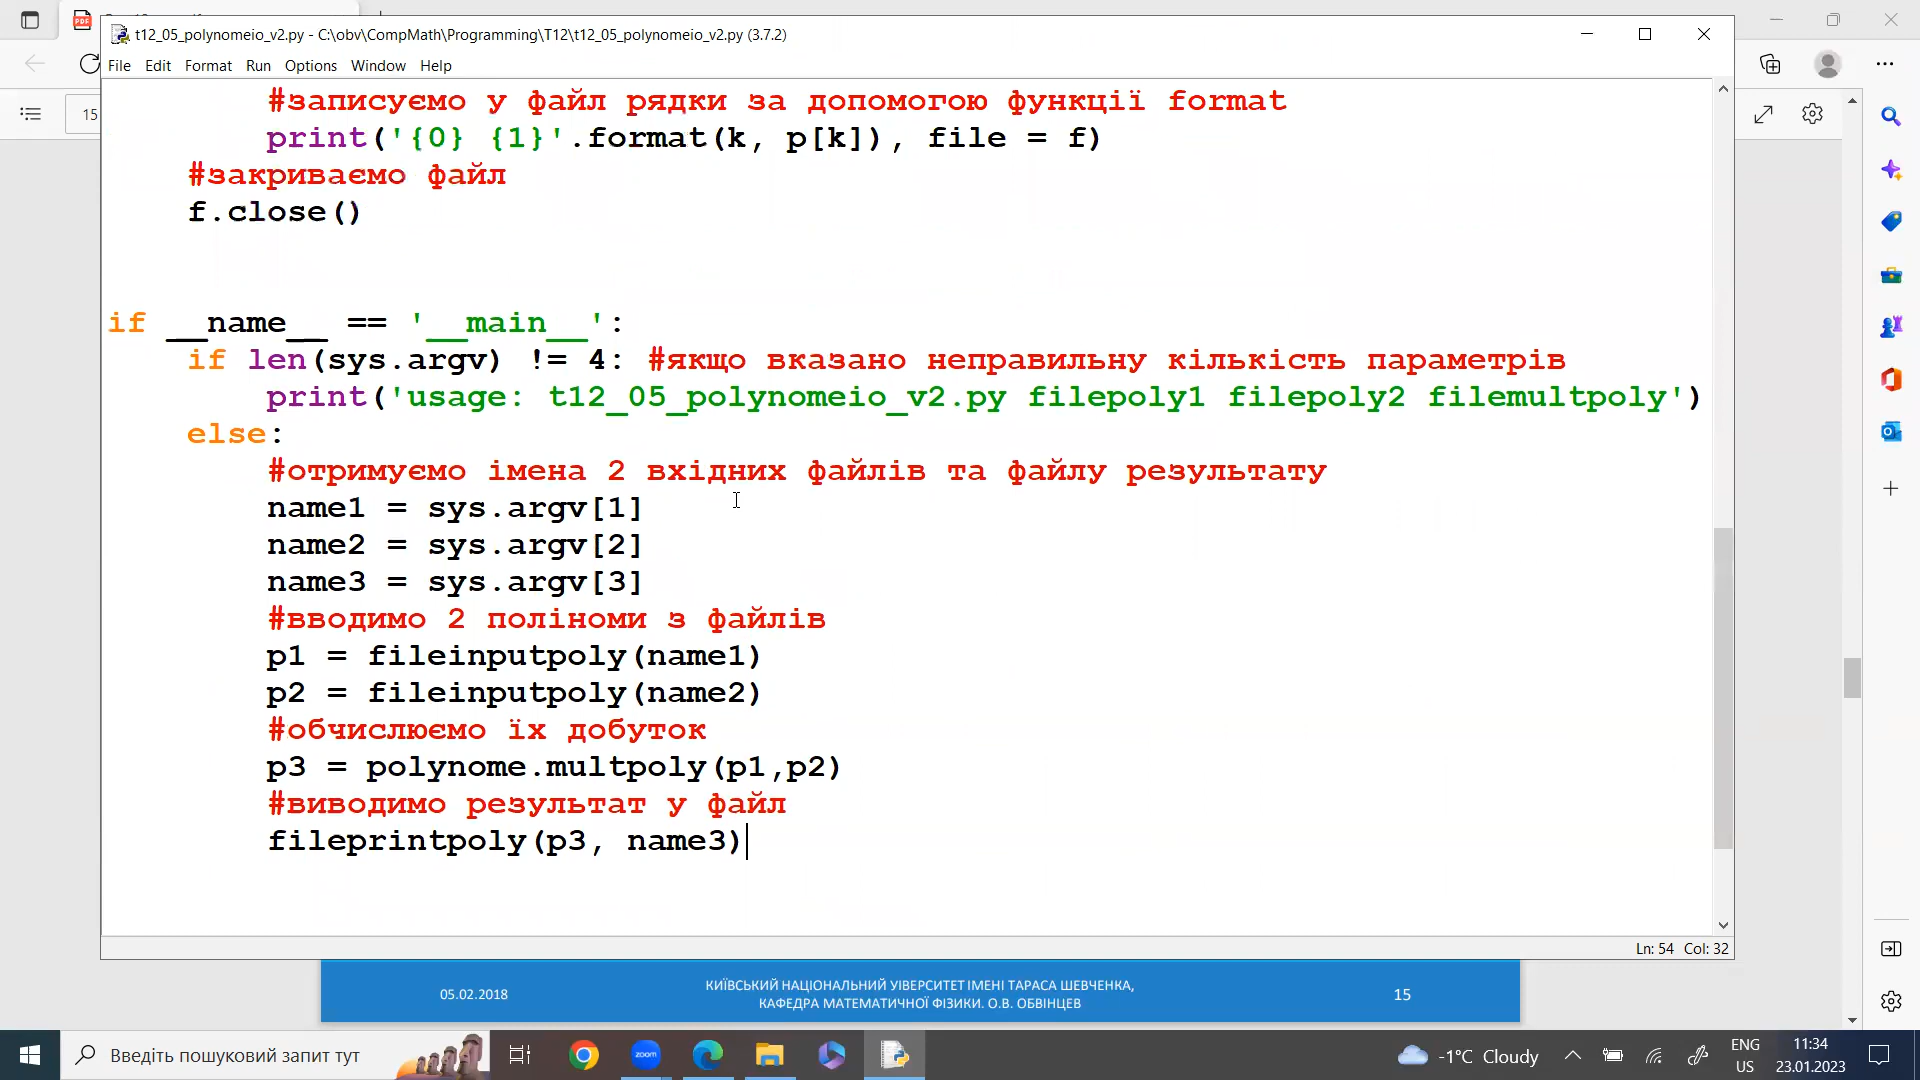 t12_05_polynomeio_v2.py - C:\obv\CompMath\Programming\T12\t12_05_polynomeio_v2.py (3.7.2)
File Edit Format Run Options Window Help
15
#записуємо у файл рядки за допомогою функції format
print('{0} {1}'.format(k, p[k]), file = f)
#закриваємо файл
f.close()
if __name__ == '__main__':
if len(sys.argv) != 4: #якщо вказано неправильну кількість параметрів
print('usage: t12_05_polynomeio_v2.py filepoly1 filepoly2 filemultpoly')
else:
#отримуємо імена 2 вхідних файлів та файлу результату
name1 = sys.argv[1]
name2 = sys.argv[2]
name3 = sys.argv[3]
#вводимо 2 поліноми з файлів
p1 = fileinputpoly(name1)
p2 = fileinputpoly(name2)
#обчислюємо їх добуток
p3 = polynome.multpoly(p1,p2)
#виводимо результат у файл
fileprintpoly(p3, name3)
Ln: 54 Col: 32
05.02.2018
КИЇВСЬКИЙ НАЦІОНАЛЬНИЙ УІВЕРСИТЕТ ІМЕНІ ТАРАСА ШЕВЧЕНКА,
КАФЕДРА МАТЕМАТИЧНОЇ ФІЗИКИ. О.В. ОБВІНЦЕВ
15
Введіть пошуковий запит тут
zoom
-1°C Cloudy
ENG
US
11:34
23.01.2023